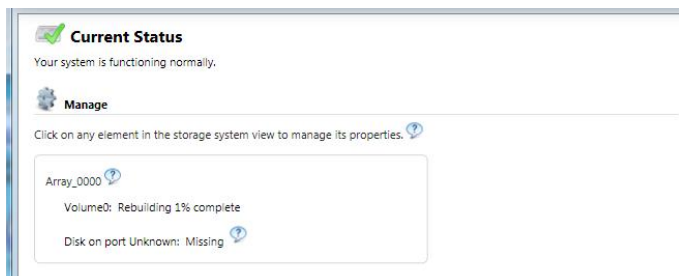 Current Status
Your system is functioning normally.
Manage
Click on any element in the storage system view to manage its properties. ?
Array_0000 ?
Volume0: Rebuilding 1% complete
Disk on port Unknown: Missing ?